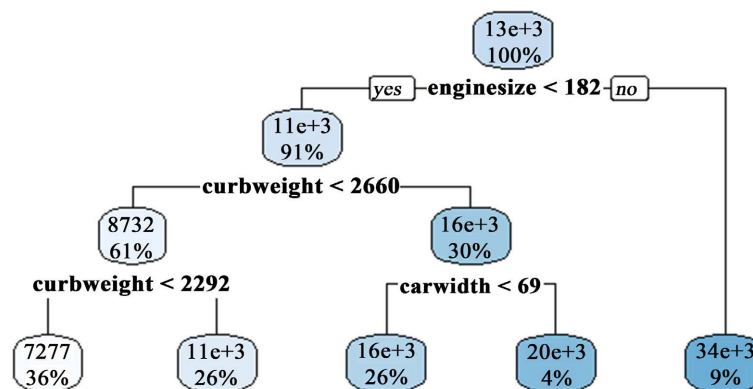 13e+3
100%
yes enginesize < 182 no
11e+3
91%
curbweight < 2660
8732
61%
16e+3
30%
curbweight < 2292
carwidth < 69
7277
36%
11e+3
26%
16e+3
26%
20e+3
4%
34e+3
9%